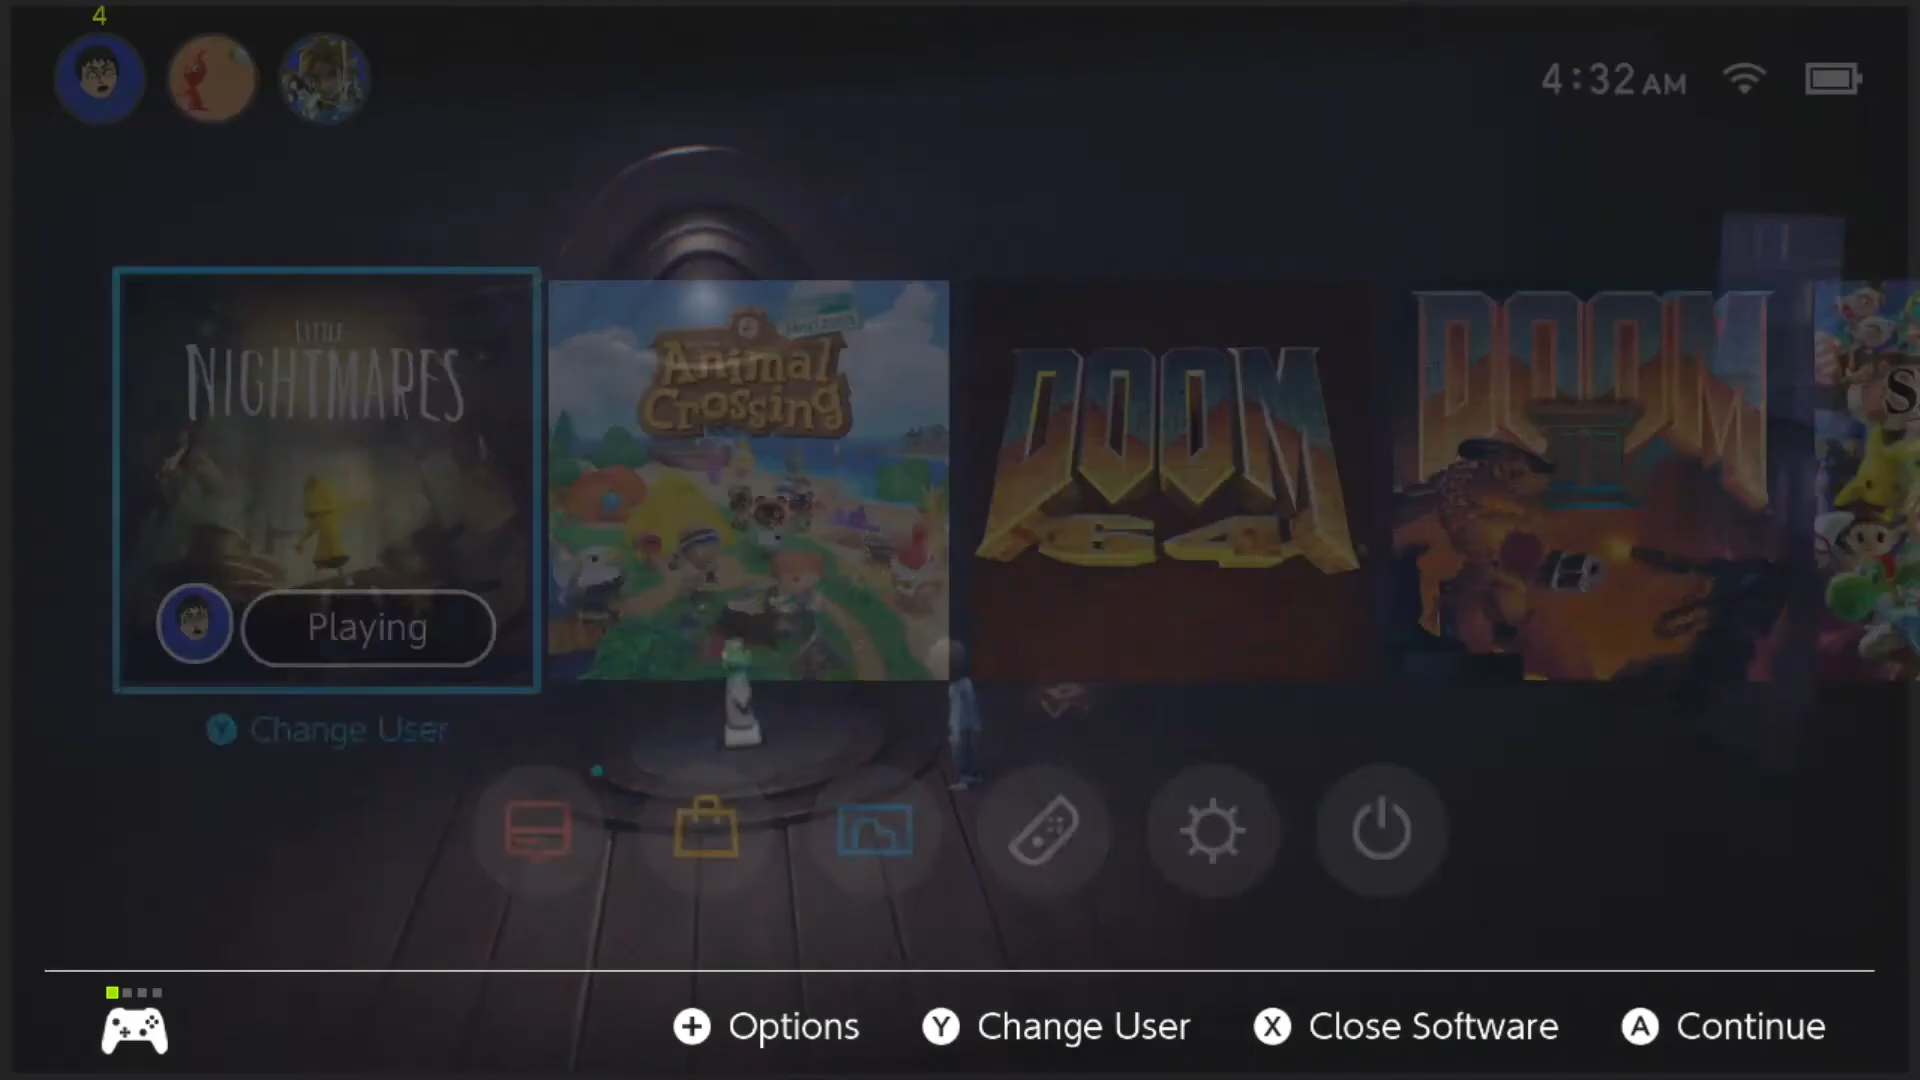 4
4:32 AM
LITTLE
NIGHTMARES
Playing
Animal
Crossing
DOOM
64
DOOM
II
S
Y Change User
+ Options
Y Change User
X Close Software
A Continue